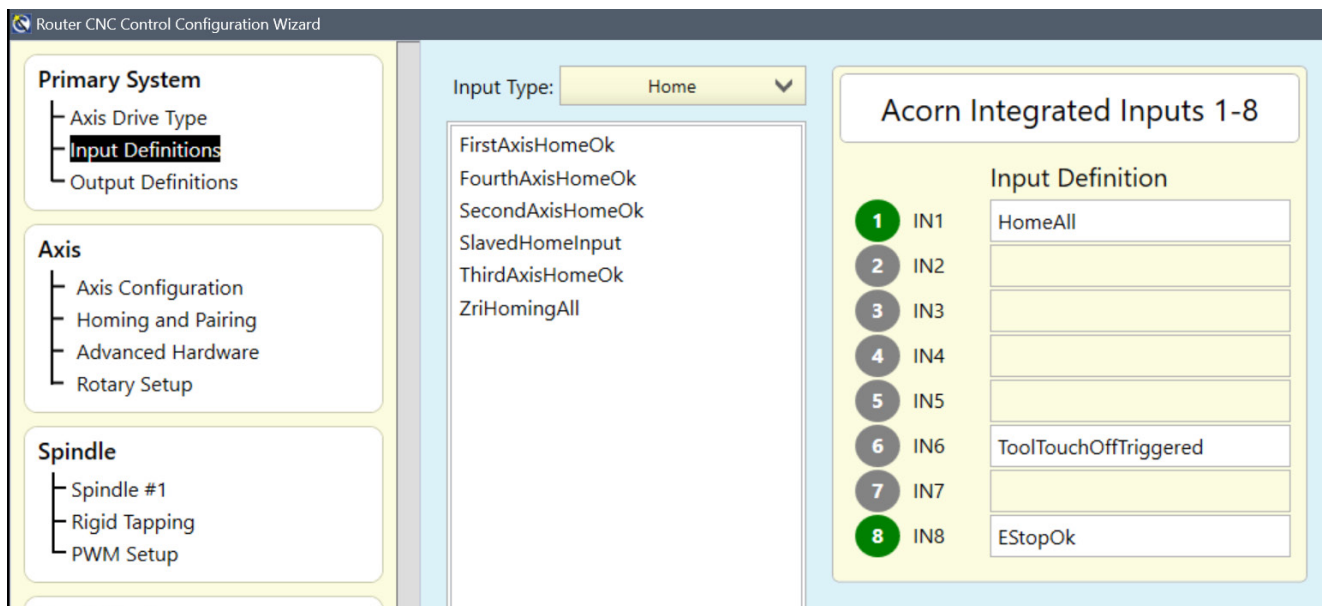 Router CNC Control Configuration Wizard
Primary System
Axis Drive Type
Input Definitions
Output Definitions
Axis
Axis Configuration
Homing and Pairing
Advanced Hardware
Rotary Setup
Spindle
Spindle #1
Rigid Tapping
PWM Setup
Input Type: Home
FirstAxisHomeOk
FourthAxisHomeOk
SecondAxisHomeOk
SlavedHomeInput
ThirdAxisHomeOk
ZriHomingAll
Acorn Integrated Inputs 1-8
Input Definition
1 IN1 HomeAll
2 IN2
3 IN3
4 IN4
5 IN5
6 IN6 ToolTouchOffTriggered
7 IN7
8 IN8 EStopOk